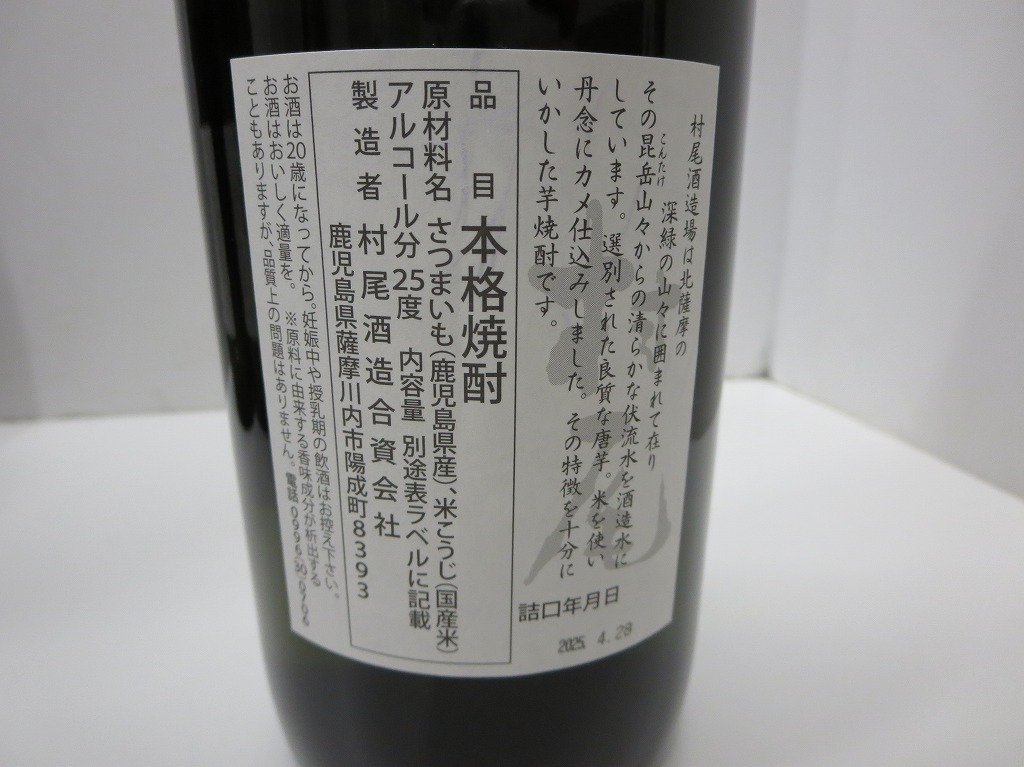 村尾酒造場は北薩摩の
深緑の山々に囲まれて在り
こんたけ
その昆岳山々からの清らかな伏流水を酒造水に
しています。選別された良質な唐芋。米を使い
丹念にカメ仕込みしました。その特徴を十分に
いかした芋焼酎です。
詰口年月日
2025. 4. 28
品目 本格焼酎
原材料名 さつまいも(鹿児島県産)、米こうじ(国産米)
アルコール分 25度 内容量 別途表ラベルに記載
製造者 村尾酒造合資会社
鹿児島県薩摩川内市陽成町8393
お酒は20歳になってから。妊娠中や授乳期の飲酒はお控え下さい。
お酒はおいしく適量を。 ※原料に由来する香味成分が析出する
こともありますが、品質上の問題はありません。電話 0996(30)0706